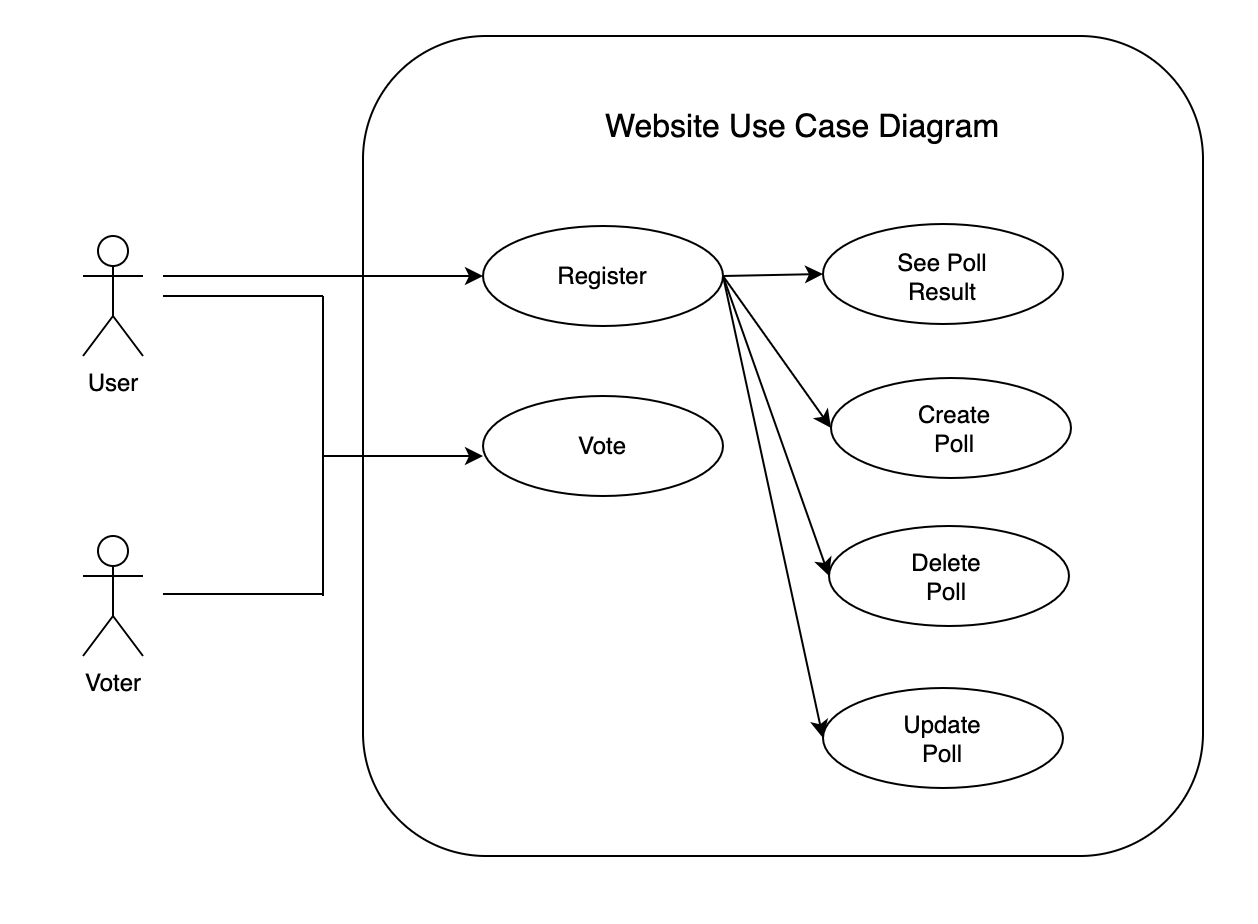 Website Use Case Diagram
Register
See Poll
Result
User
Create
Poll
Vote
Delete
Poll
Voter
Update
Poll